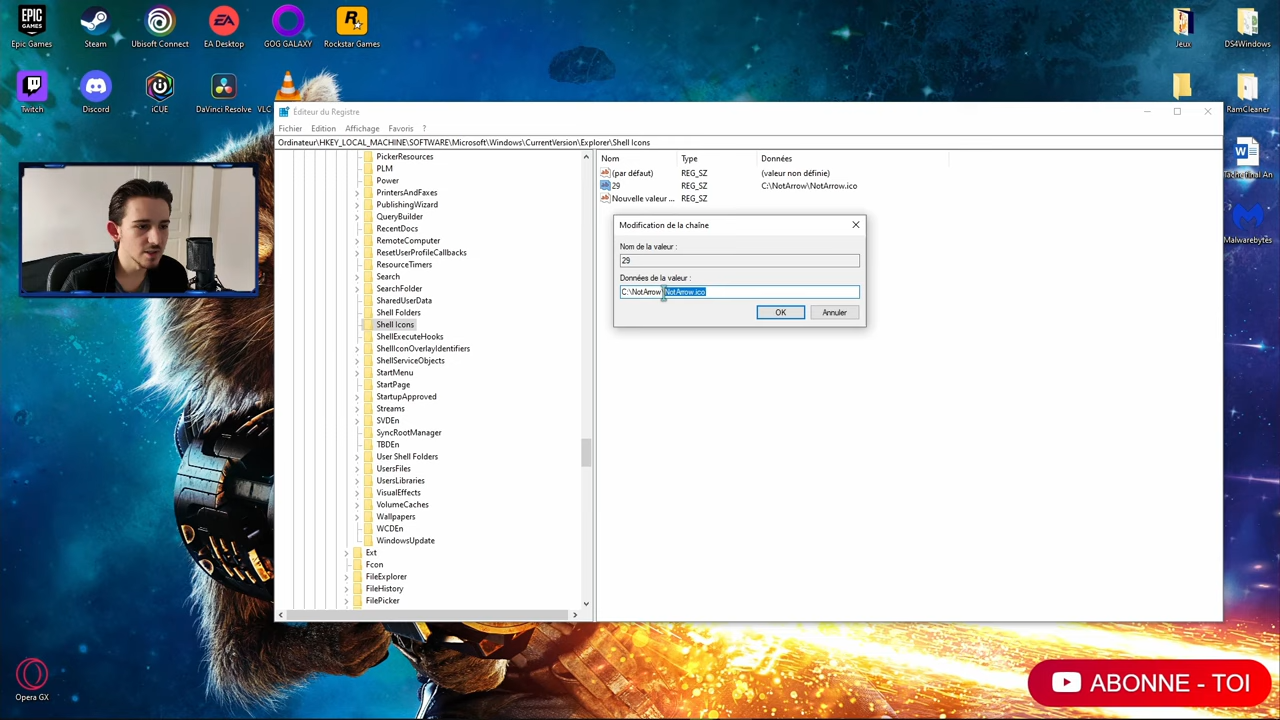 EPIC
GAMES
EA
R
Epic Games
Steam
Ubisoft Connect
EA Desktop
GOG GALAXY
Rockstar Games
Jeux
DS4Windows
Twitch
Discord
iCUE
DaVinci Resolve
VLC
RamCleaner
Tâche final An
Malwarebytes
Opera GX
Éditeur du Registre
Fichier Edition Affichage Favoris ?
Ordinateur\HKEY_LOCAL_MACHINE\SOFTWARE\Microsoft\Windows\CurrentVersion\Explorer\Shell Icons
PickerResources
PLM
Power
PrintersAndFaxes
PublishingWizard
QueryBuilder
RecentDocs
RemoteComputer
ResetUserProfileCallbacks
ResourceTimers
Search
SearchFolder
SharedUserData
Shell Folders
Shell Icons
ShellExecuteHooks
ShellIconOverlayIdentifiers
ShellServiceObjects
StartMenu
StartPage
StartupApproved
Streams
SVDEn
SyncRootManager
TBDEn
User Shell Folders
UsersFiles
UsersLibraries
VisualEffects
VolumeCaches
Wallpapers
WCDEn
WindowsUpdate
Ext
Fcon
FileExplorer
FileHistory
FilePicker
Nom Type Données
(par défaut) REG_SZ (valeur non définie)
29 REG_SZ C:\NotArrow\NotArrow.ico
Nouvelle valeur ... REG_SZ
Modification de la chaîne
Nom de la valeur :
29
Données de la valeur :
C:\NotArrow\NotArrow.ico
OK Annuler
ABONNE - TOI